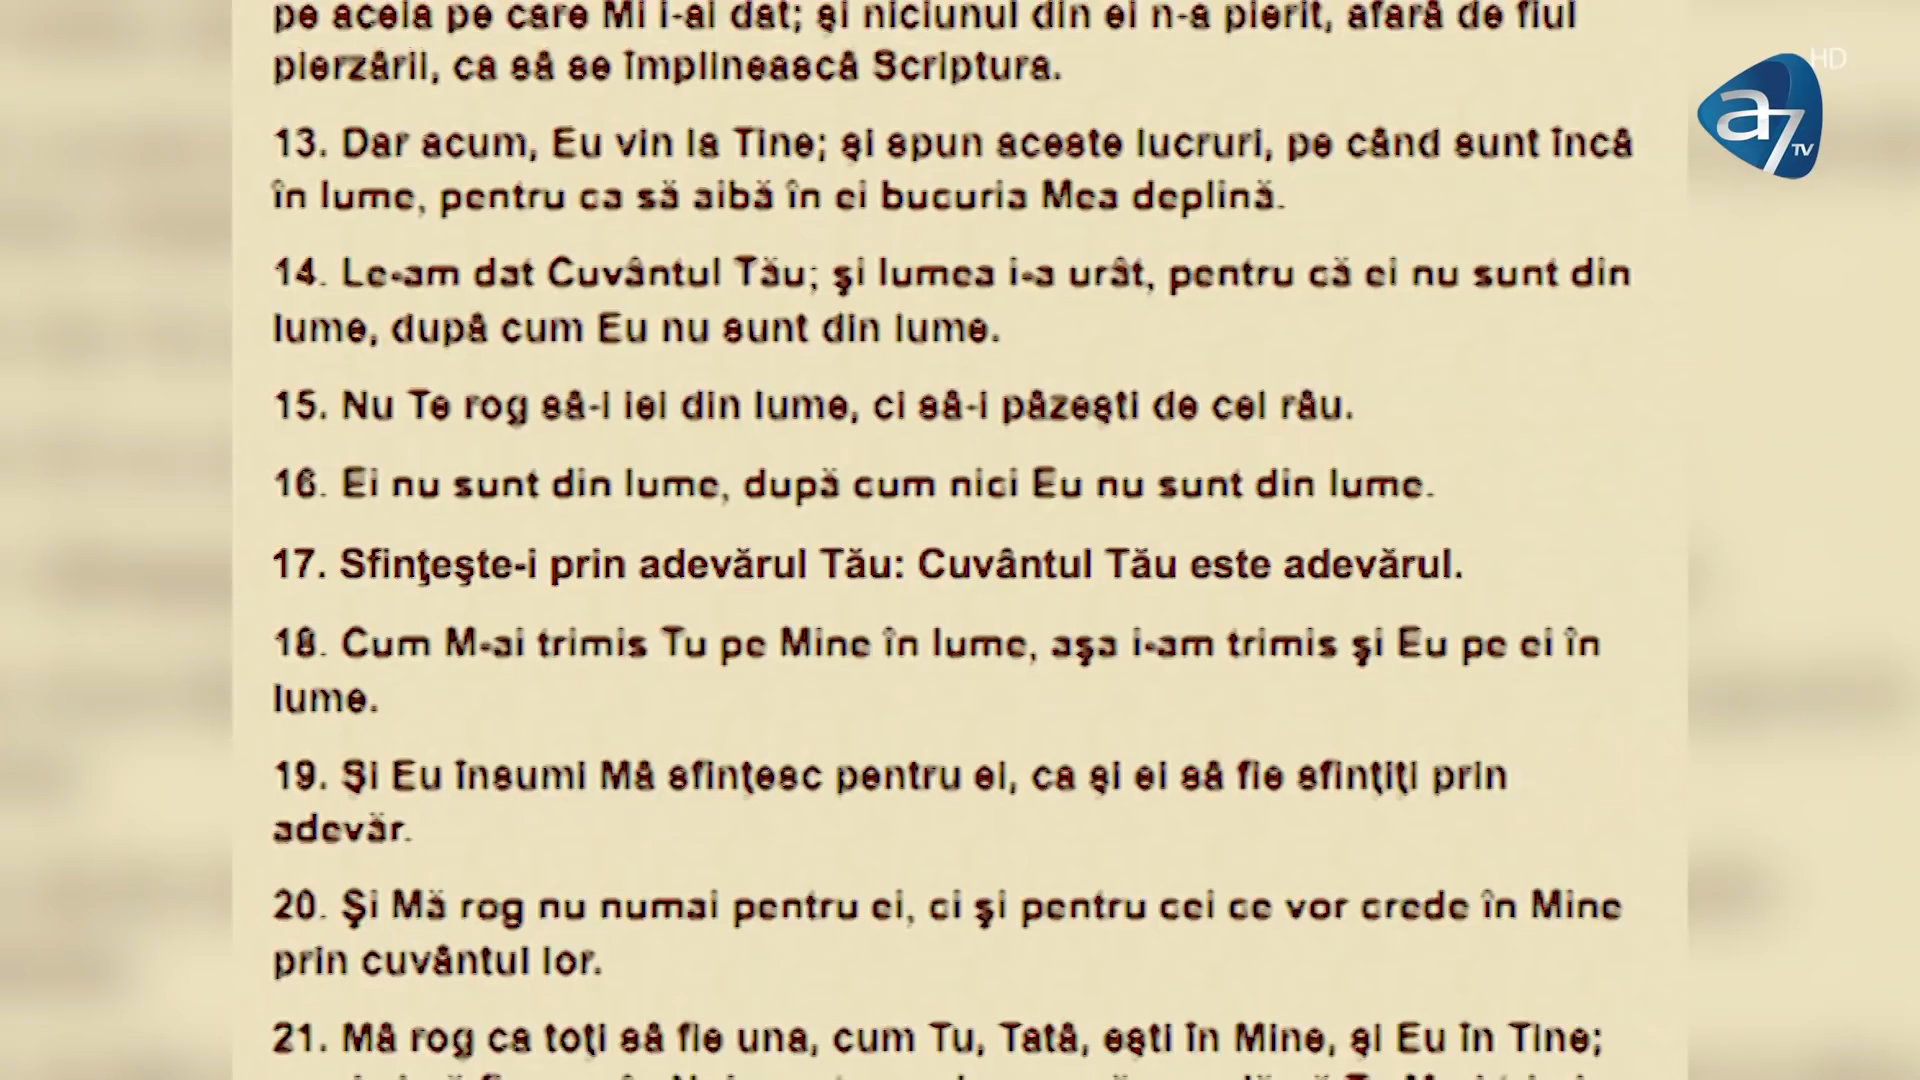 pe aceia pe care Mi i-ai dat; şi niciunul din ei n-a pierit, afară de fiul
pierzării, ca să se împlinească Scriptura.
13. Dar acum, Eu vin la Tine; şi spun aceste lucruri, pe când sunt încă
în lume, pentru ca să aibă în ei bucuria Mea deplină.
14. Le-am dat Cuvântul Tău; şi lumea i-a urât, pentru că ei nu sunt din
lume, după cum Eu nu sunt din lume.
15. Nu Te rog să-i iei din lume, ci să-i păzeşti de cel rău.
16. Ei nu sunt din lume, după cum nici Eu nu sunt din lume.
17. Sfinţeşte-i prin adevărul Tău: Cuvântul Tău este adevărul.
18. Cum M-ai trimis Tu pe Mine în lume, aşa i-am trimis şi Eu pe ei în
lume.
19. Şi Eu însumi Mă sfinţesc pentru ei, ca şi ei să fie sfinţiţi prin
adevăr.
20. Şi Mă rog nu numai pentru ei, ci şi pentru cei ce vor crede în Mine
prin cuvântul lor.
21. Mă rog ca toţi să fie una, cum Tu, Tată, eşti în Mine, şi Eu în Tine;
HD
a7 TV